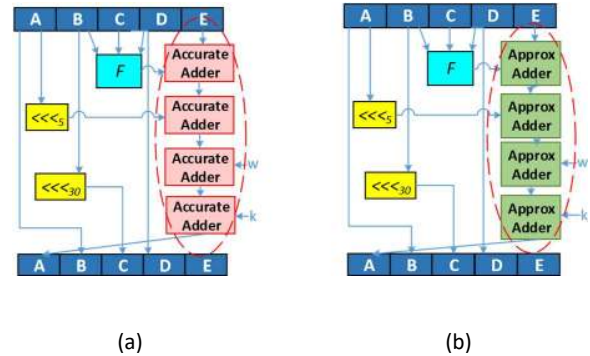 A B C D E
F
Accurate
Adder
<<<5
Accurate
Adder
Accurate
Adder
w
<<<30
Accurate
Adder
k
A B C D E
(a)
A B C D E
F
Approx
Adder
<<<5
Approx
Adder
Approx
Adder
w
<<<30
Approx
Adder
k
A B C D E
(b)